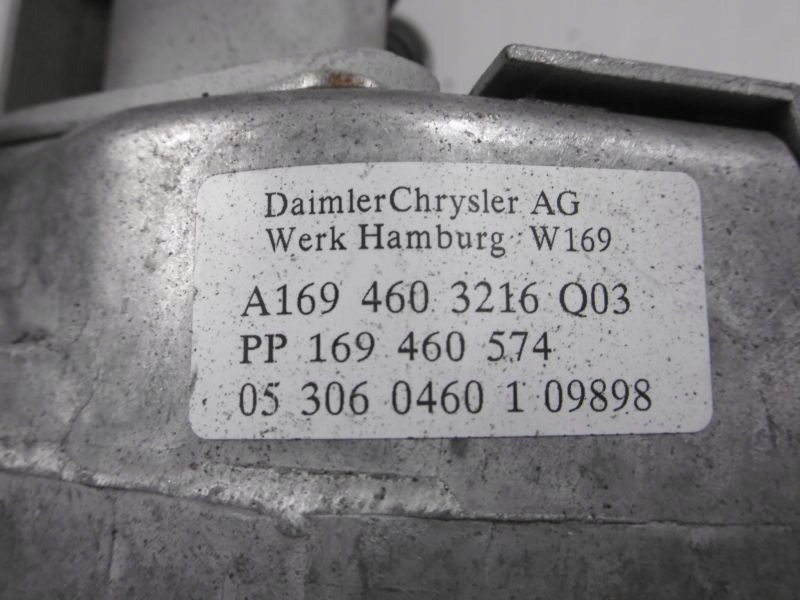 DaimlerChrysler AG
Werk Hamburg W169
A169 460 3216 Q03
PP 169 460 574
05 306 0460 1 09898